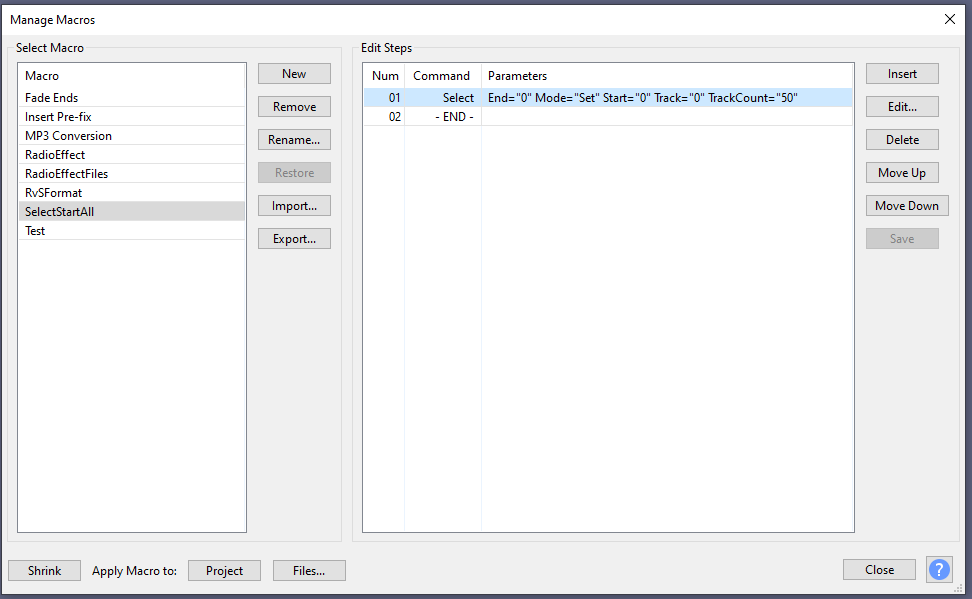 Manage Macros
Select Macro
Macro
Fade Ends
Insert Pre-fix
MP3 Conversion
RadioEffect
RadioEffectFiles
RvSFormat
SelectStartAll
Test
New
Remove
Rename...
Restore
Import...
Export...
Edit Steps
Num Command Parameters
01 Select End="0" Mode="Set" Start="0" Track="0" TrackCount="50"
02 - END -
Insert
Edit...
Delete
Move Up
Move Down
Save
Shrink Apply Macro to: Project Files... Close ?